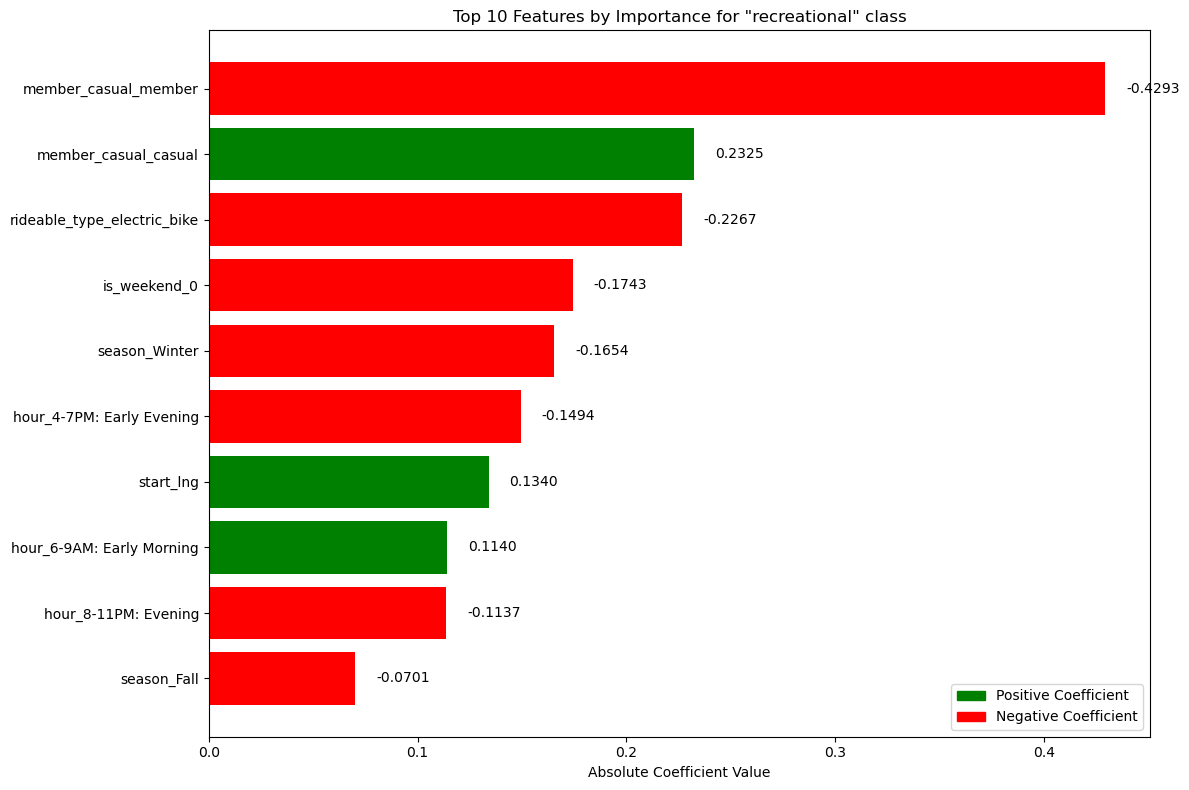 Top 10 Features by Importance for "recreational" class
member_casual_member -0.4293
member_casual_casual 0.2325
rideable_type_electric_bike -0.2267
is_weekend_0 -0.1743
season_Winter -0.1654
hour_4-7PM: Early Evening -0.1494
start_lng 0.1340
hour_6-9AM: Early Morning 0.1140
hour_8-11PM: Evening -0.1137
season_Fall -0.0701
Positive Coefficient
Negative Coefficient
0.0 0.1 0.2 0.3 0.4
Absolute Coefficient Value